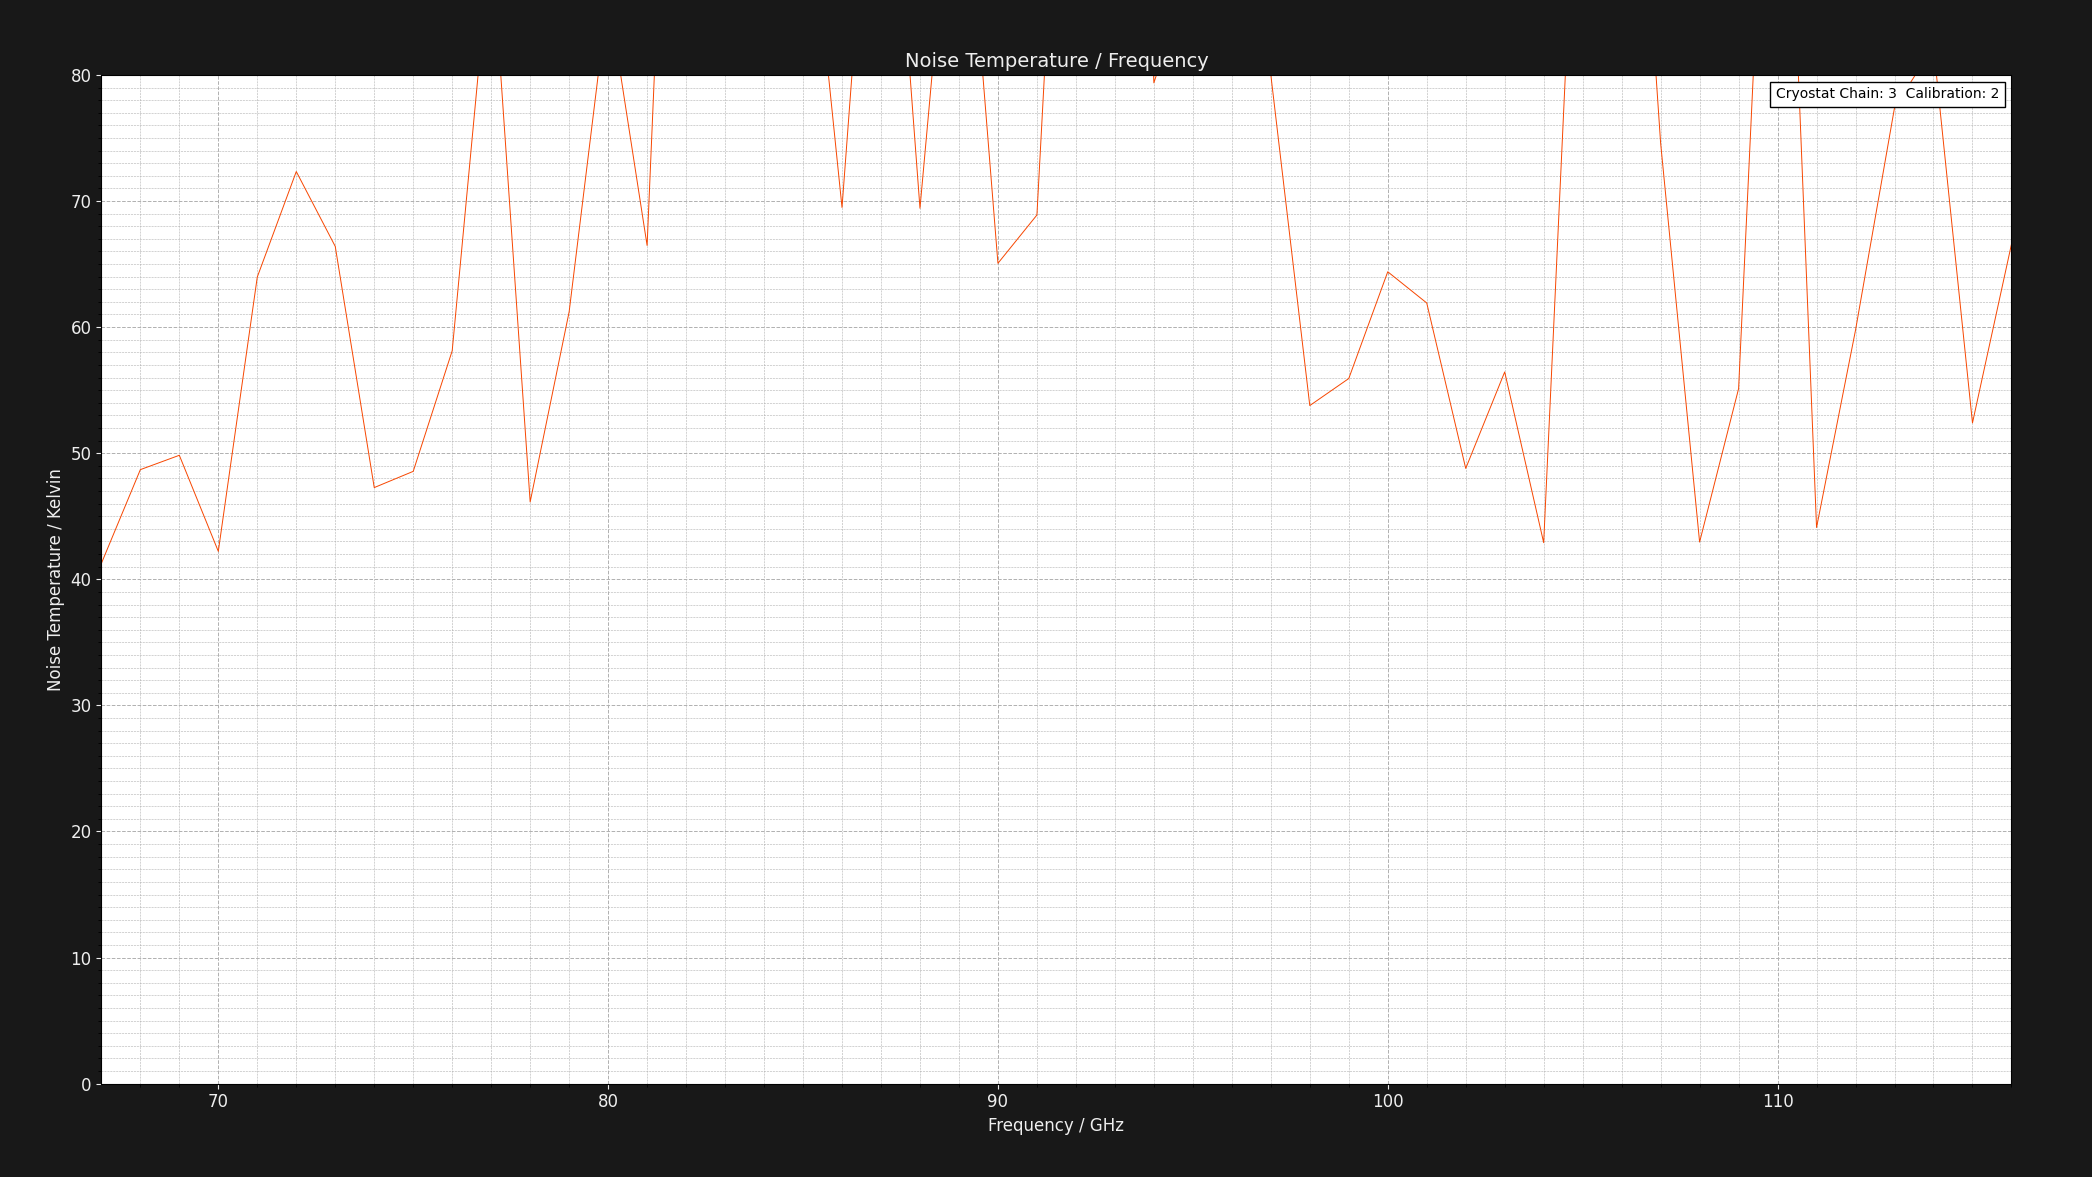 Noise Temperature / Frequency
Cryostat Chain: 3  Calibration: 2
Noise Temperature / Kelvin
80
70
60
50
40
30
20
10
0
70 80 90 100 110
Frequency / GHz